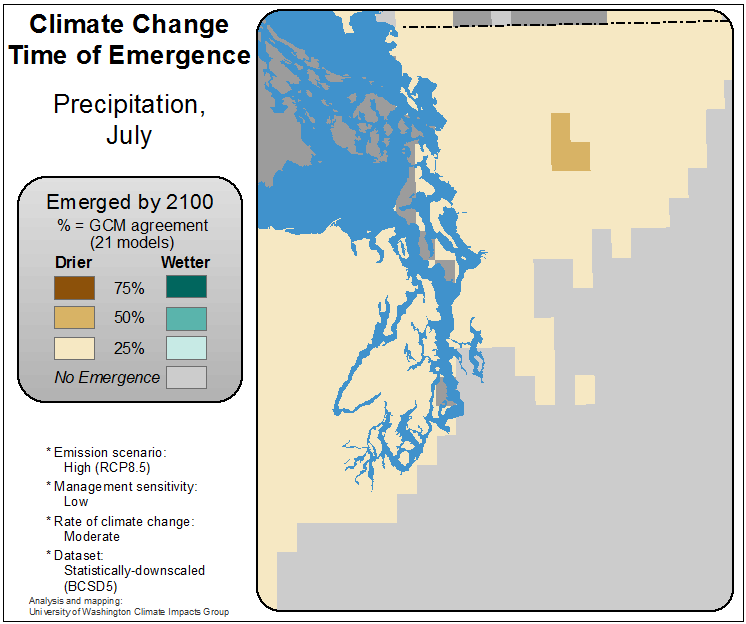 Climate Change
Time of Emergence
Precipitation,
July
Emerged by 2100
% = GCM agreement
(21 models)
Drier Wetter
75%
50%
25%
No Emergence
* Emission scenario:
High (RCP8.5)
* Management sensitivity:
Low
* Rate of climate change:
Moderate
* Dataset:
Statistically-downscaled
(BCSD5)
Analysis and mapping:
University of Washington Climate Impacts Group